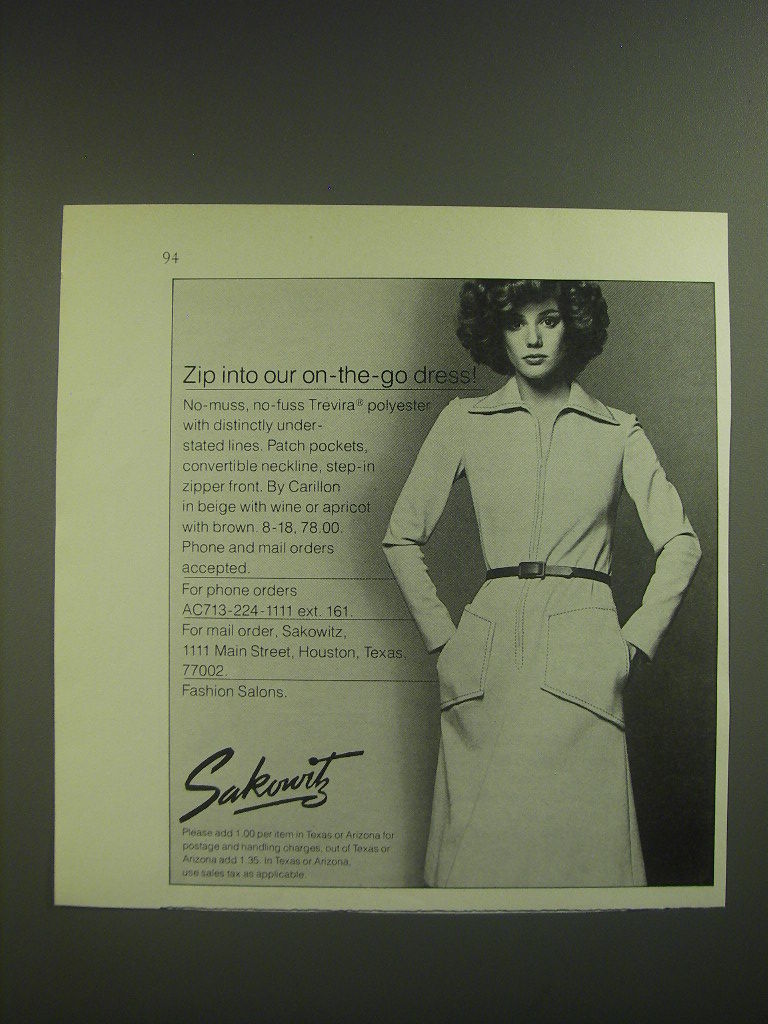 94
Zip into our on-the-go dress!
No-muss, no-fuss Trevira® polyester
with distinctly under-
stated lines. Patch pockets,
convertible neckline, step-in
zipper front. By Carillon
in beige with wine or apricot
with brown. 8-18, 78.00.
Phone and mail orders
accepted.
For phone orders
AC713-224-1111 ext. 161.
For mail order, Sakowitz,
1111 Main Street, Houston, Texas,
77002.
Fashion Salons.
Sakowitz
Please add 1.00 per item in Texas or Arizona for
postage and handling charges, out of Texas or
Arizona add 1.35. In Texas or Arizona,
use sales tax as applicable.